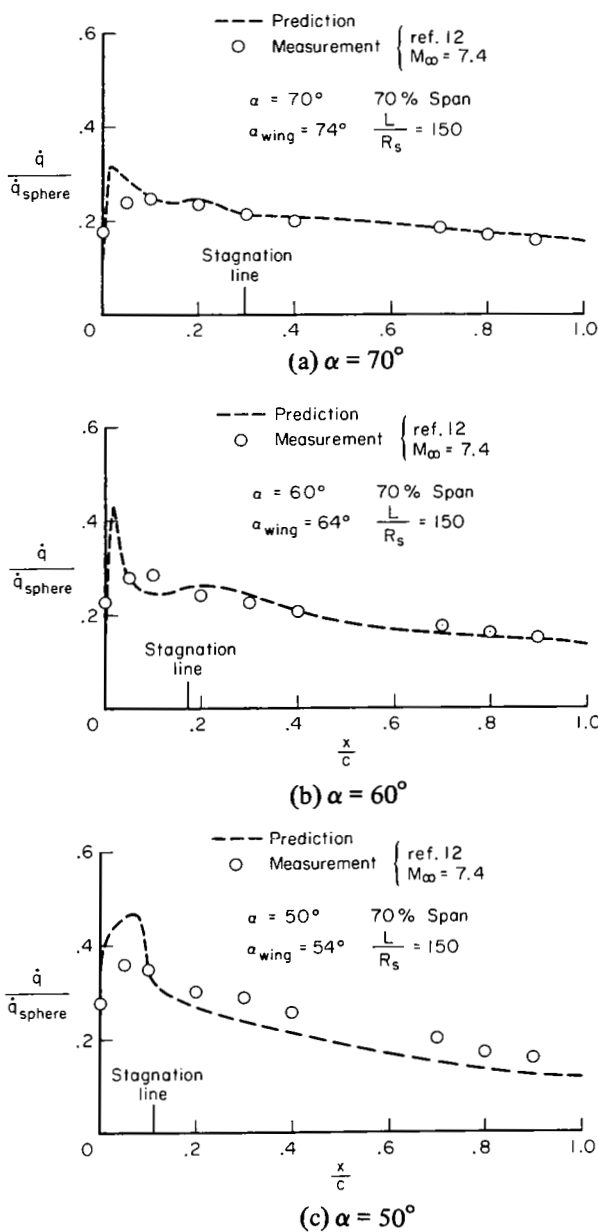 Prediction
Measurement { ref. 12
M∞ = 7.4
α = 70° 70% Span
α wing = 74° L/Rs = 150
.6
.4
q̇
q̇ sphere
.2
Stagnation
line
0 .2 .4 .6 .8 1.0
(a) α = 70°
Prediction
Measurement { ref. 12
M∞ = 7.4
α = 60° 70% Span
α wing = 64° L/Rs = 150
.6
.4
q̇
q̇ sphere
.2
Stagnation
line
0 .2 .4 .6 .8 1.0
x/c
(b) α = 60°
Prediction
Measurement { ref. 12
M∞ = 7.4
α = 50° 70% Span
α wing = 54° L/Rs = 150
.6
.4
q̇
q̇ sphere
.2
Stagnation
line
0 .2 .4 .6 .8 1.0
x/c
(c) α = 50°